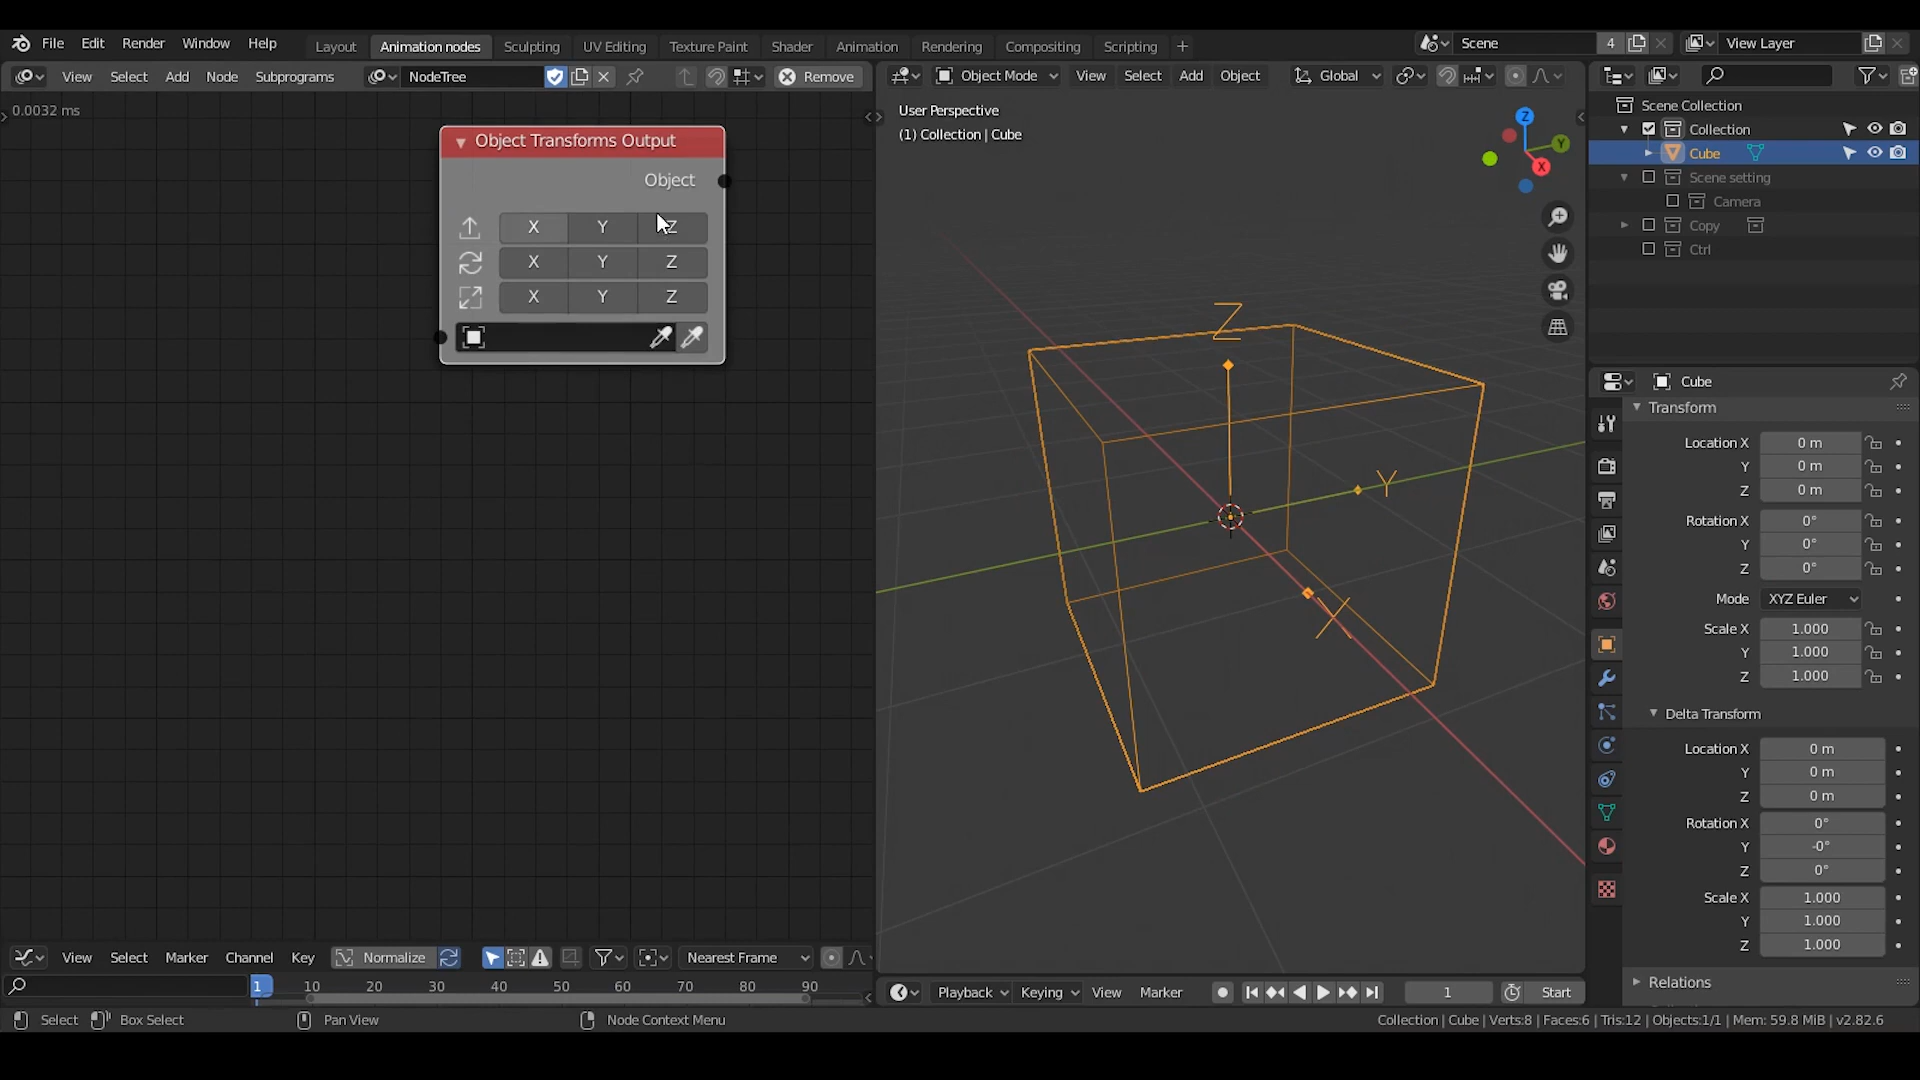 File Edit Render Window Help Layout Animation nodes Sculpting UV Editing Texture Paint Shader Animation Rendering Compositing Scripting + Scene 4 View Layer
View Select Add Node Subprograms NodeTree Remove Object Mode View Select Add Object Global
0.0032 ms
Object Transforms Output
Object
X Y Z
X Y Z
X Y Z
User Perspective
(1) Collection | Cube
Z
Y
X
Z
Y
X
Scene Collection
Collection
Cube
Scene setting
Camera
Copy
Ctrl
Cube
Transform
Location X 0 m
Y 0 m
Z 0 m
Rotation X 0°
Y 0°
Z 0°
Mode XYZ Euler
Scale X 1.000
Y 1.000
Z 1.000
Delta Transform
Location X 0 m
Y 0 m
Z 0 m
Rotation X 0°
Y -0°
Z 0°
Scale X 1.000
Y 1.000
Z 1.000
Relations
View Select Marker Channel Key Normalize Nearest Frame
1 10 20 30 40 50 60 70 80 90
Playback Keying View Marker 1 Start
Select Box Select Pan View Node Context Menu Collection | Cube | Verts:8 | Faces:6 | Tris:12 | Objects:1/1 | Mem: 59.8 MiB | v2.82.6